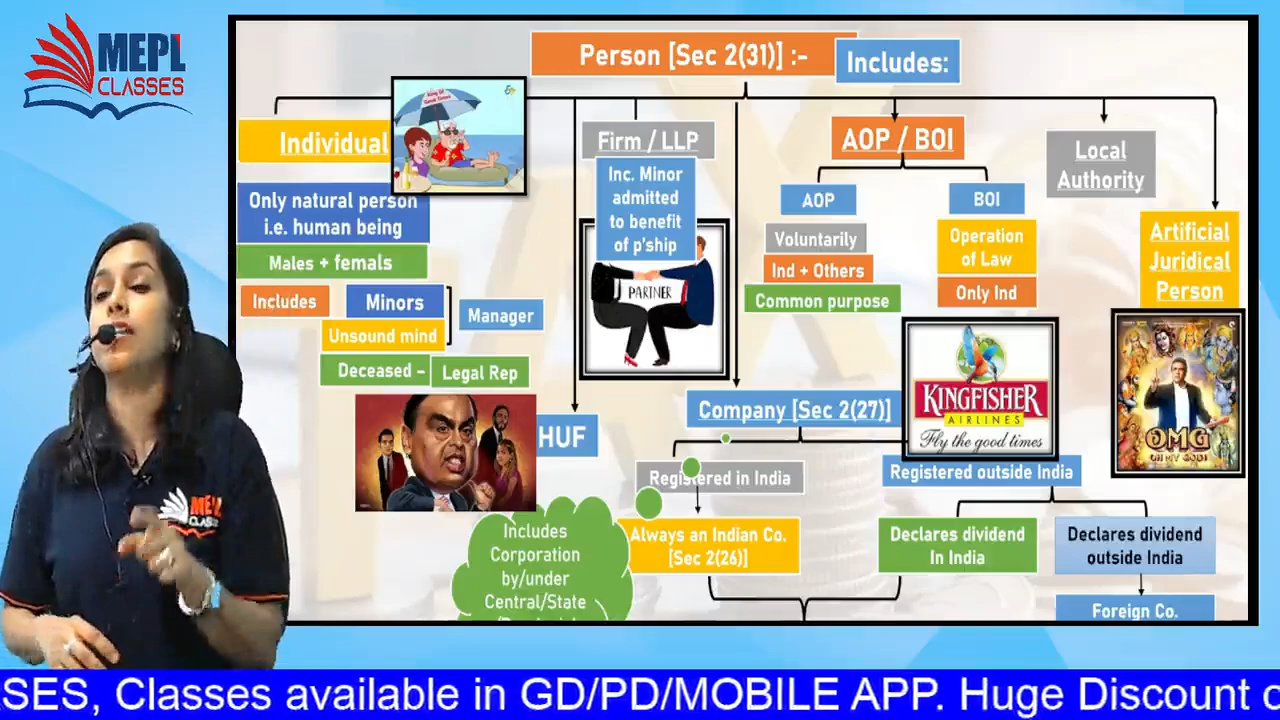 MEPL
CLASSES
Person [Sec 2(31)] :-
Includes:
Individual
Only natural person
i.e. human being
Males + femals
Includes
Minors
Unsound mind
Manager
Deceased –
Legal Rep
HUF
Firm / LLP
Inc. Minor
admitted
to benefit
of p'ship
PARTNER
AOP / BOI
AOP
Voluntarily
Ind + Others
Common purpose
BOI
Operation
of Law
Only Ind
Local
Authority
Artificial
Juridical
Person
OMG
OH MY GOD!
Company [Sec 2(27)]
KINGFISHER
AIRLINES
Fly the good times
Registered in India
Registered outside India
Always an Indian Co.
[Sec 2(26)]
Declares dividend
In India
Declares dividend
outside India
Foreign Co.
Includes
Corporation
by/under
Central/State
MEPL
CLASSES
SES, Classes available in GD/PD/MOBILE APP. Huge Discount